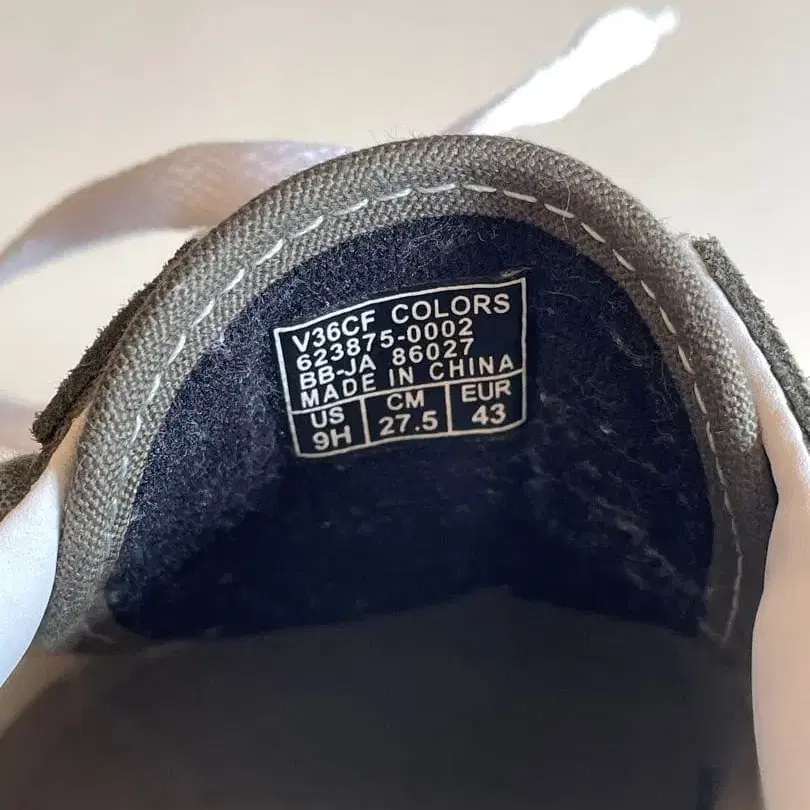 V36CF COLORS
623875-0002
BB-JA 86027
MADE IN CHINA
US CM EUR
9H 27.5 43